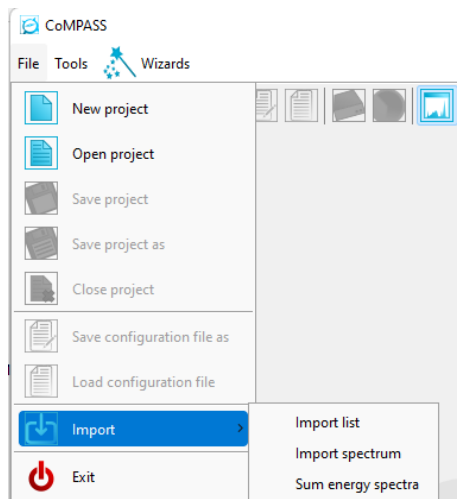 CoMPASS
File Tools Wizards
New project
Open project
Save project
Save project as
Close project
Save configuration file as
Load configuration file
Import
Import list
Import spectrum
Exit
Sum energy spectra